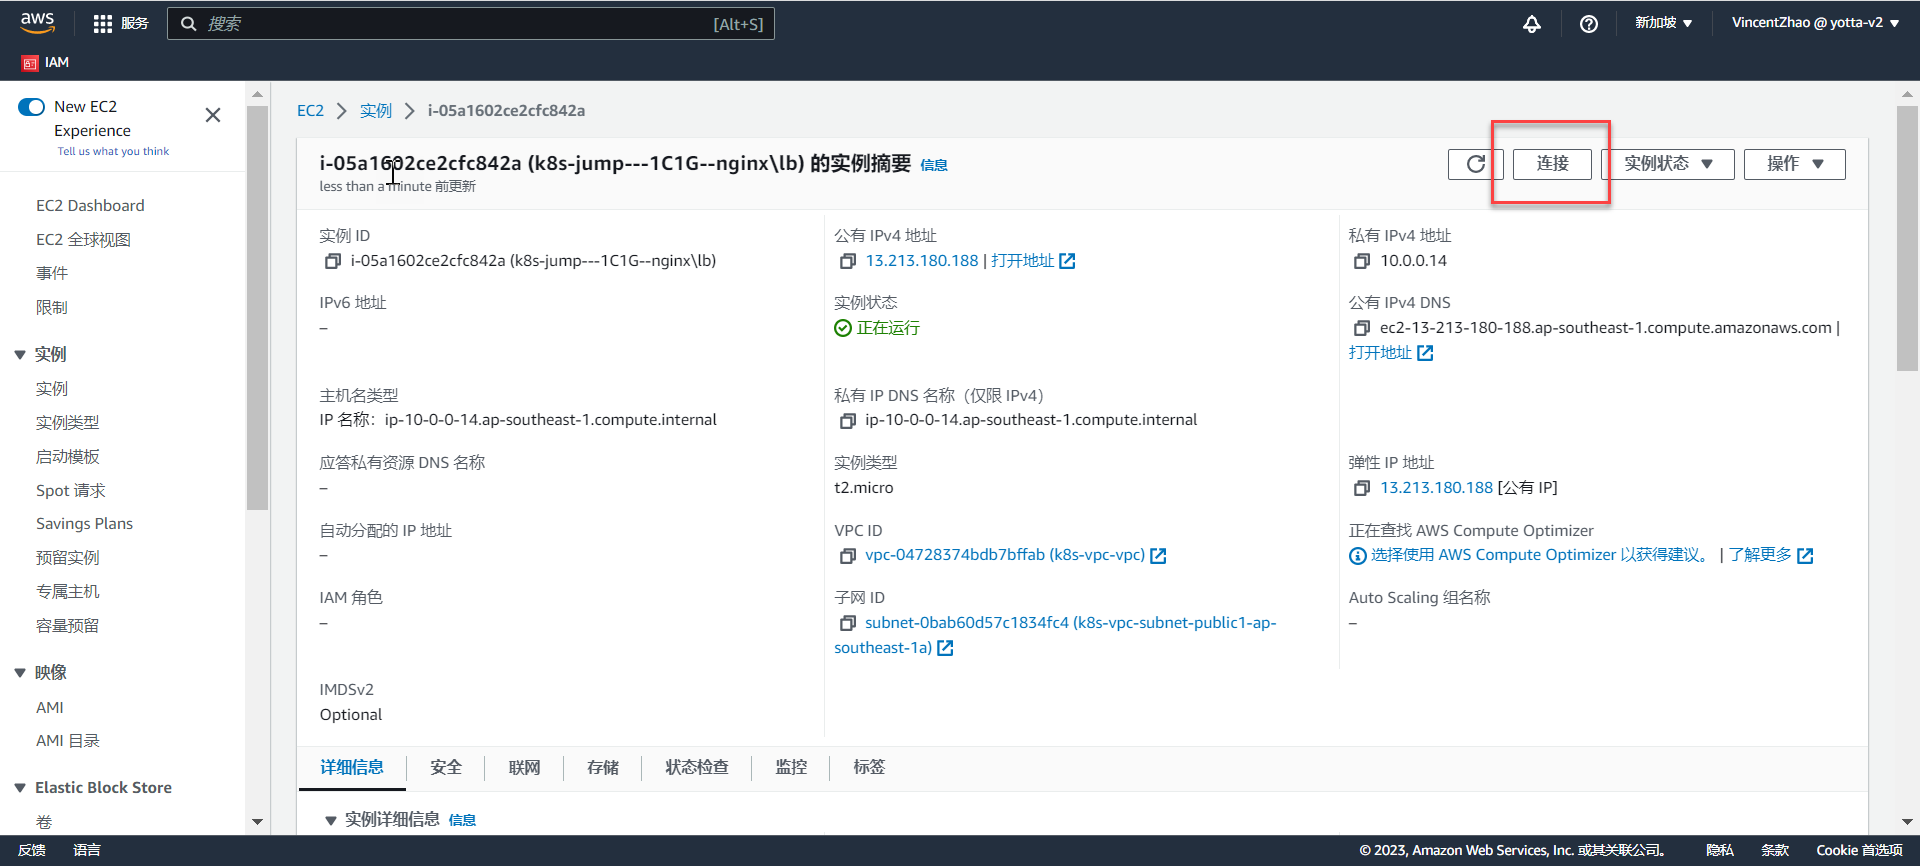 aws
服务
搜索
[Alt+S]
新加坡
VincentZhao @ yotta-v2
IAM
New EC2
Experience
Tell us what you think
EC2 Dashboard
EC2 全球视图
事件
限制
实例
实例
实例类型
启动模板
Spot 请求
Savings Plans
预留实例
专属主机
容量预留
映像
AMI
AMI 目录
Elastic Block Store
卷
EC2 > 实例 > i-05a1602ce2cfc842a
i-05a1602ce2cfc842a (k8s-jump---1C1G--nginx\lb) 的实例摘要 信息
less than a minute 前更新
连接
实例状态
操作
实例 ID
i-05a1602ce2cfc842a (k8s-jump---1C1G--nginx\lb)
公有 IPv4 地址
13.213.180.188 | 打开地址
私有 IPv4 地址
10.0.0.14
IPv6 地址
–
实例状态
正在运行
公有 IPv4 DNS
ec2-13-213-180-188.ap-southeast-1.compute.amazonaws.com |
打开地址
主机名类型
IP 名称：ip-10-0-0-14.ap-southeast-1.compute.internal
私有 IP DNS 名称（仅限 IPv4）
ip-10-0-0-14.ap-southeast-1.compute.internal
应答私有资源 DNS 名称
–
实例类型
t2.micro
弹性 IP 地址
13.213.180.188 [公有 IP]
自动分配的 IP 地址
–
VPC ID
vpc-04728374bdb7bffab (k8s-vpc-vpc)
正在查找 AWS Compute Optimizer
选择使用 AWS Compute Optimizer 以获得建议。 | 了解更多
IAM 角色
–
子网 ID
subnet-0bab60d57c1834fc4 (k8s-vpc-subnet-public1-ap-
southeast-1a)
Auto Scaling 组名称
–
IMDSv2
Optional
详细信息
安全
联网
存储
状态检查
监控
标签
实例详细信息 信息
反馈
语言
© 2023, Amazon Web Services, Inc. 或其关联公司。
隐私
条款
Cookie 首选项